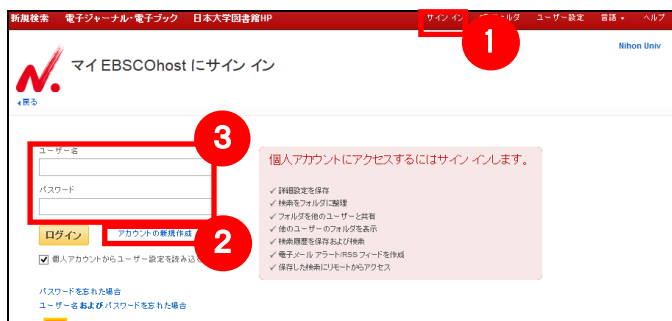 新規検索 電子ジャーナル・電子ブック 日本大学図書館HP サインイン フォルダ ユーザー設定 言語 ヘルプ
1
Nihon Univ
N.
マイ EBSCOhost にサイン イン
戻る
3
ユーザー名
パスワード
ログイン アカウントの新規作成
2
個人アカウントからユーザー設定を読み込
パスワードを忘れた場合
ユーザー名およびパスワードを忘れた場合
個人アカウントにアクセスするにはサイン インします。
✓ 詳細設定を保存
✓ 検索をフォルダに整理
✓ フォルダを他のユーザーと共有
✓ 他のユーザーのフォルダを表示
✓ 検索履歴を保存および検索
✓ 電子メール アラート/RSS フィードを作成
✓ 保存した検索にリモートからアクセス